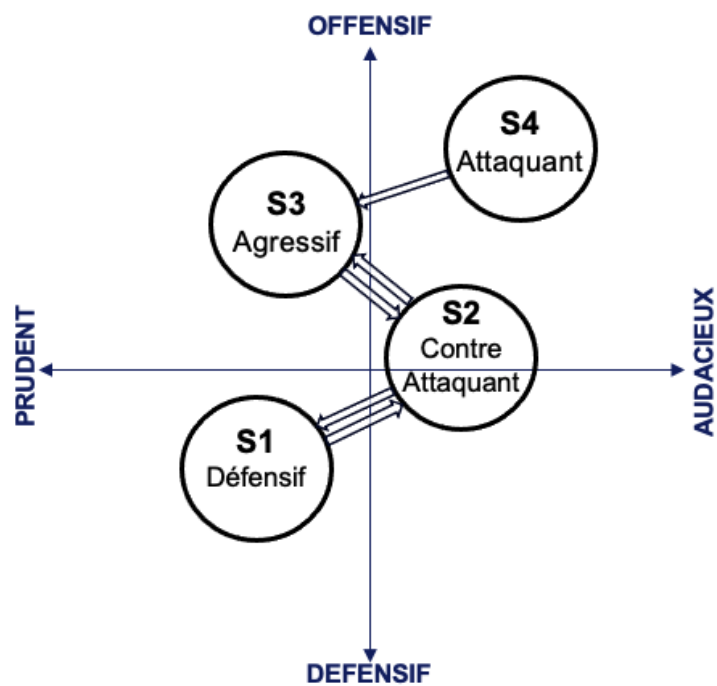 OFFENSIF
S4
Attaquant
S3
Agressif
S2
Contre
Attaquant
PRUDENT
AUDACIEUX
S1
Défensif
DEFENSIF